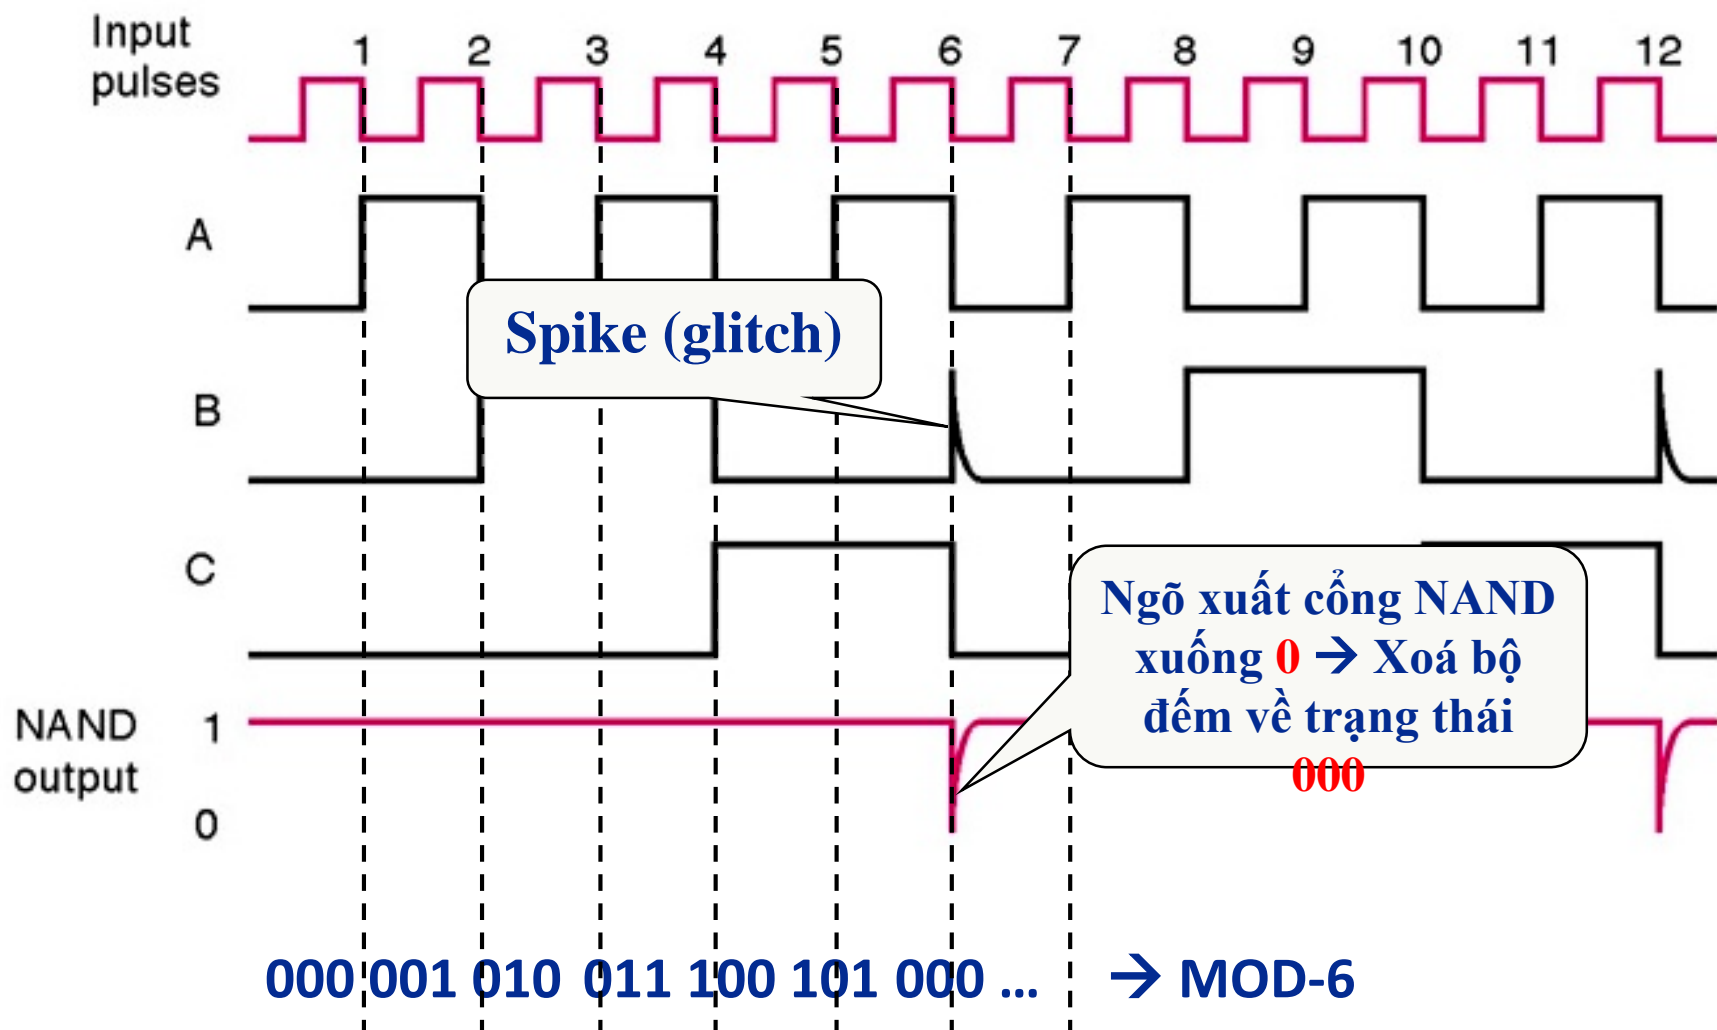 Input
pulses
1 2 3 4 5 6 7 8 9 10 11 12
A
Spike (glitch)
B
C
Ngõ xuất cổng NAND
xuống 0 → Xoá bộ
đếm về trạng thái
000
NAND
output
1
0
000 001 010 011 100 101 000 ... → MOD-6